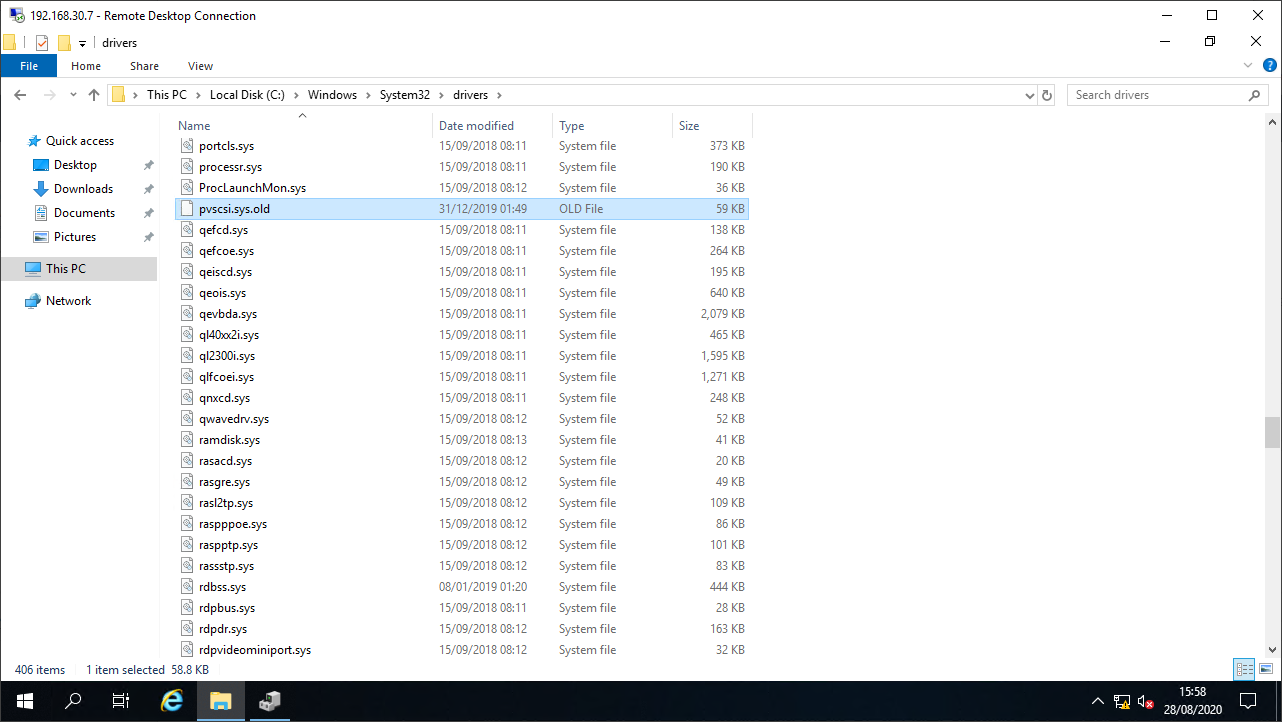 192.168.30.7 - Remote Desktop Connection
drivers
File Home Share View
This PC Local Disk (C:) Windows System32 drivers Search drivers
Name Date modified Type Size
Quick access
Desktop
Downloads
Documents
Pictures
This PC
Network
portcls.sys 15/09/2018 08:11 System file 373 KB
processr.sys 15/09/2018 08:11 System file 190 KB
ProcLaunchMon.sys 15/09/2018 08:12 System file 36 KB
pvscsi.sys.old 31/12/2019 01:49 OLD File 59 KB
qefcd.sys 15/09/2018 08:11 System file 138 KB
qefcoe.sys 15/09/2018 08:11 System file 264 KB
qeiscd.sys 15/09/2018 08:11 System file 195 KB
qeois.sys 15/09/2018 08:11 System file 640 KB
qevbda.sys 15/09/2018 08:11 System file 2,079 KB
ql40xx2i.sys 15/09/2018 08:11 System file 465 KB
ql2300i.sys 15/09/2018 08:11 System file 1,595 KB
qlfcoei.sys 15/09/2018 08:11 System file 1,271 KB
qnxcd.sys 15/09/2018 08:11 System file 248 KB
qwavedrv.sys 15/09/2018 08:12 System file 52 KB
ramdisk.sys 15/09/2018 08:13 System file 41 KB
rasacd.sys 15/09/2018 08:12 System file 20 KB
rasgre.sys 15/09/2018 08:12 System file 49 KB
rasl2tp.sys 15/09/2018 08:12 System file 109 KB
raspppoe.sys 15/09/2018 08:12 System file 86 KB
raspptp.sys 15/09/2018 08:12 System file 101 KB
rassstp.sys 15/09/2018 08:12 System file 83 KB
rdbss.sys 08/01/2019 01:20 System file 444 KB
rdpbus.sys 15/09/2018 08:11 System file 28 KB
rdpdr.sys 15/09/2018 08:12 System file 163 KB
rdpvideominiport.sys 15/09/2018 08:12 System file 32 KB
406 items 1 item selected 58.8 KB
15:58
28/08/2020